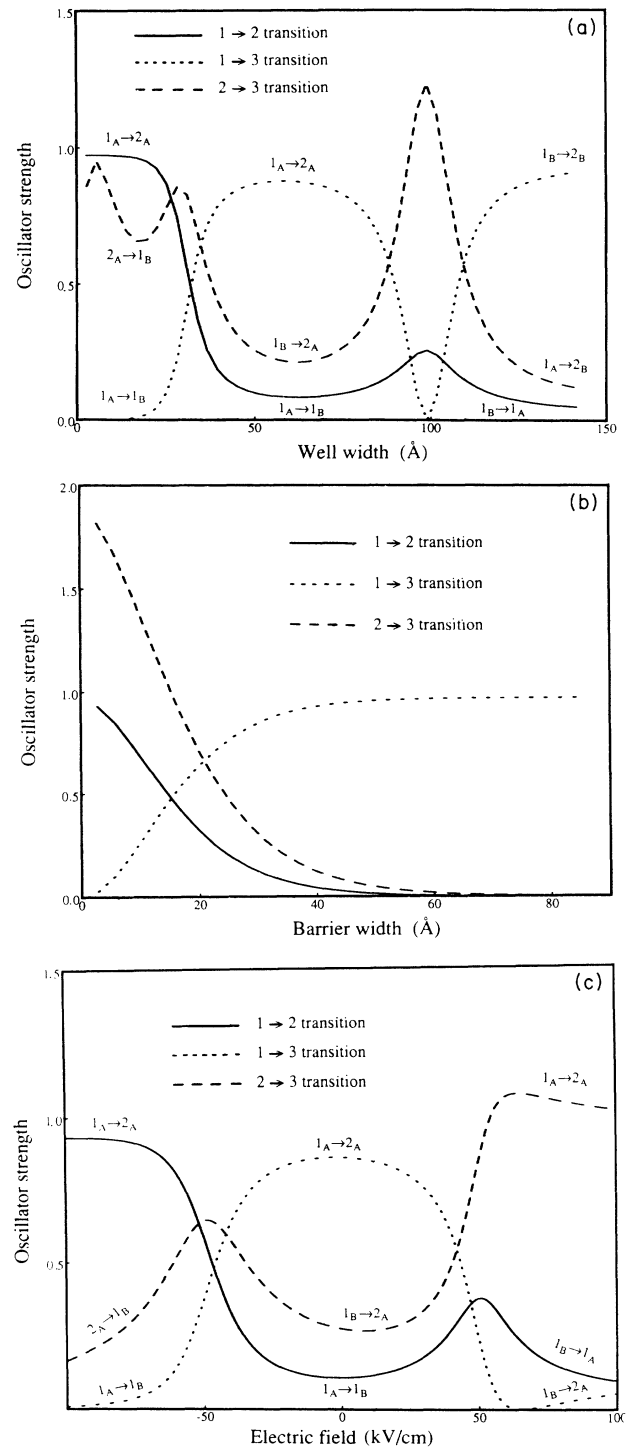 1.5
(a)
1 → 2 transition
1 → 3 transition
2 → 3 transition
1A→2A
1A→2A
1B→2B
1.0
Oscillator strength
2A→1B
0.5
1B→2A
1A→2B
1A→1B
1A→1B
1B→1A
0.0
0
50
100
150
Well width (Å)
2.0
(b)
1 → 2 transition
1 → 3 transition
2 → 3 transition
1.5
1.0
Oscillator strength
0.5
0.0
0
20
40
60
80
Barrier width (Å)
1.5
(c)
1 → 2 transition
1 → 3 transition
2 → 3 transition
1A→2A
1A→2A
1A→2A
1.0
Oscillator strength
0.5
2A→1B
1B→2A
1B→1A
1A→1B
1A→1B
1B→2A
-50
0
50
100
Electric field (kV/cm)